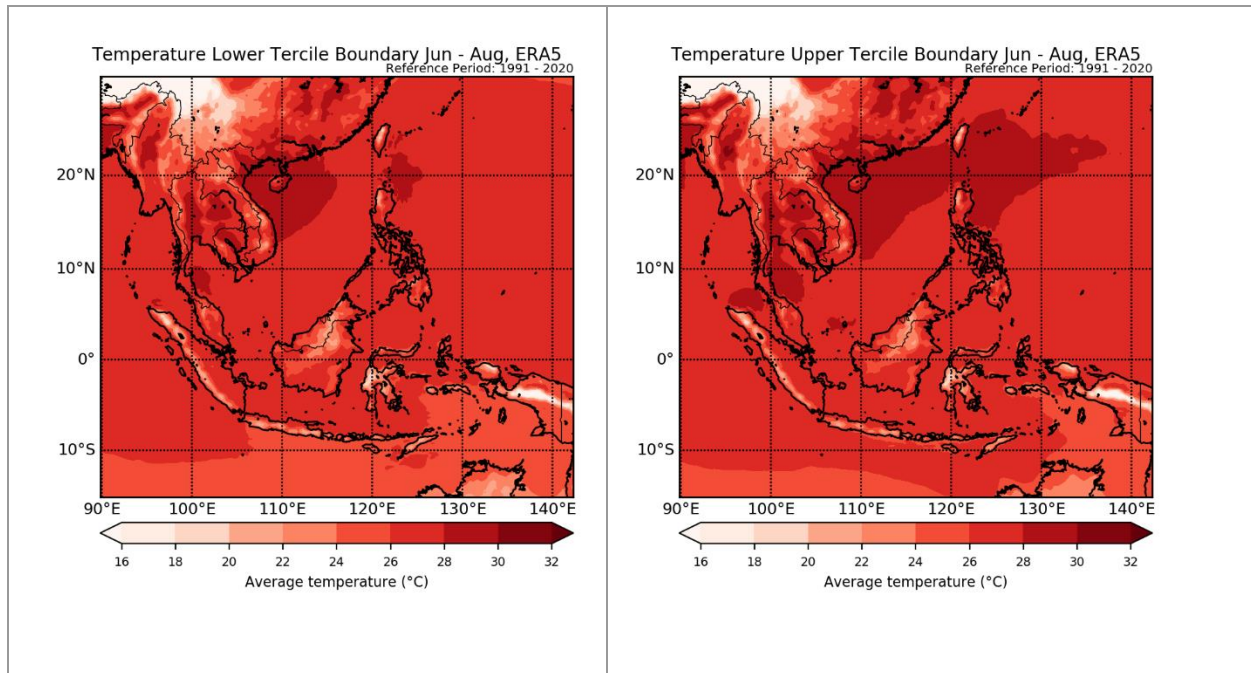 Temperature Lower Tercile Boundary Jun - Aug, ERA5
Reference Period: 1991 - 2020
20°N
10°N
0°
10°S
90°E 100°E 110°E 120°E 130°E 140°E
16 18 20 22 24 26 28 30 32
Average temperature (°C)
Temperature Upper Tercile Boundary Jun - Aug, ERA5
Reference Period: 1991 - 2020
20°N
10°N
0°
10°S
90°E 100°E 110°E 120°E 130°E 140°E
16 18 20 22 24 26 28 30 32
Average temperature (°C)